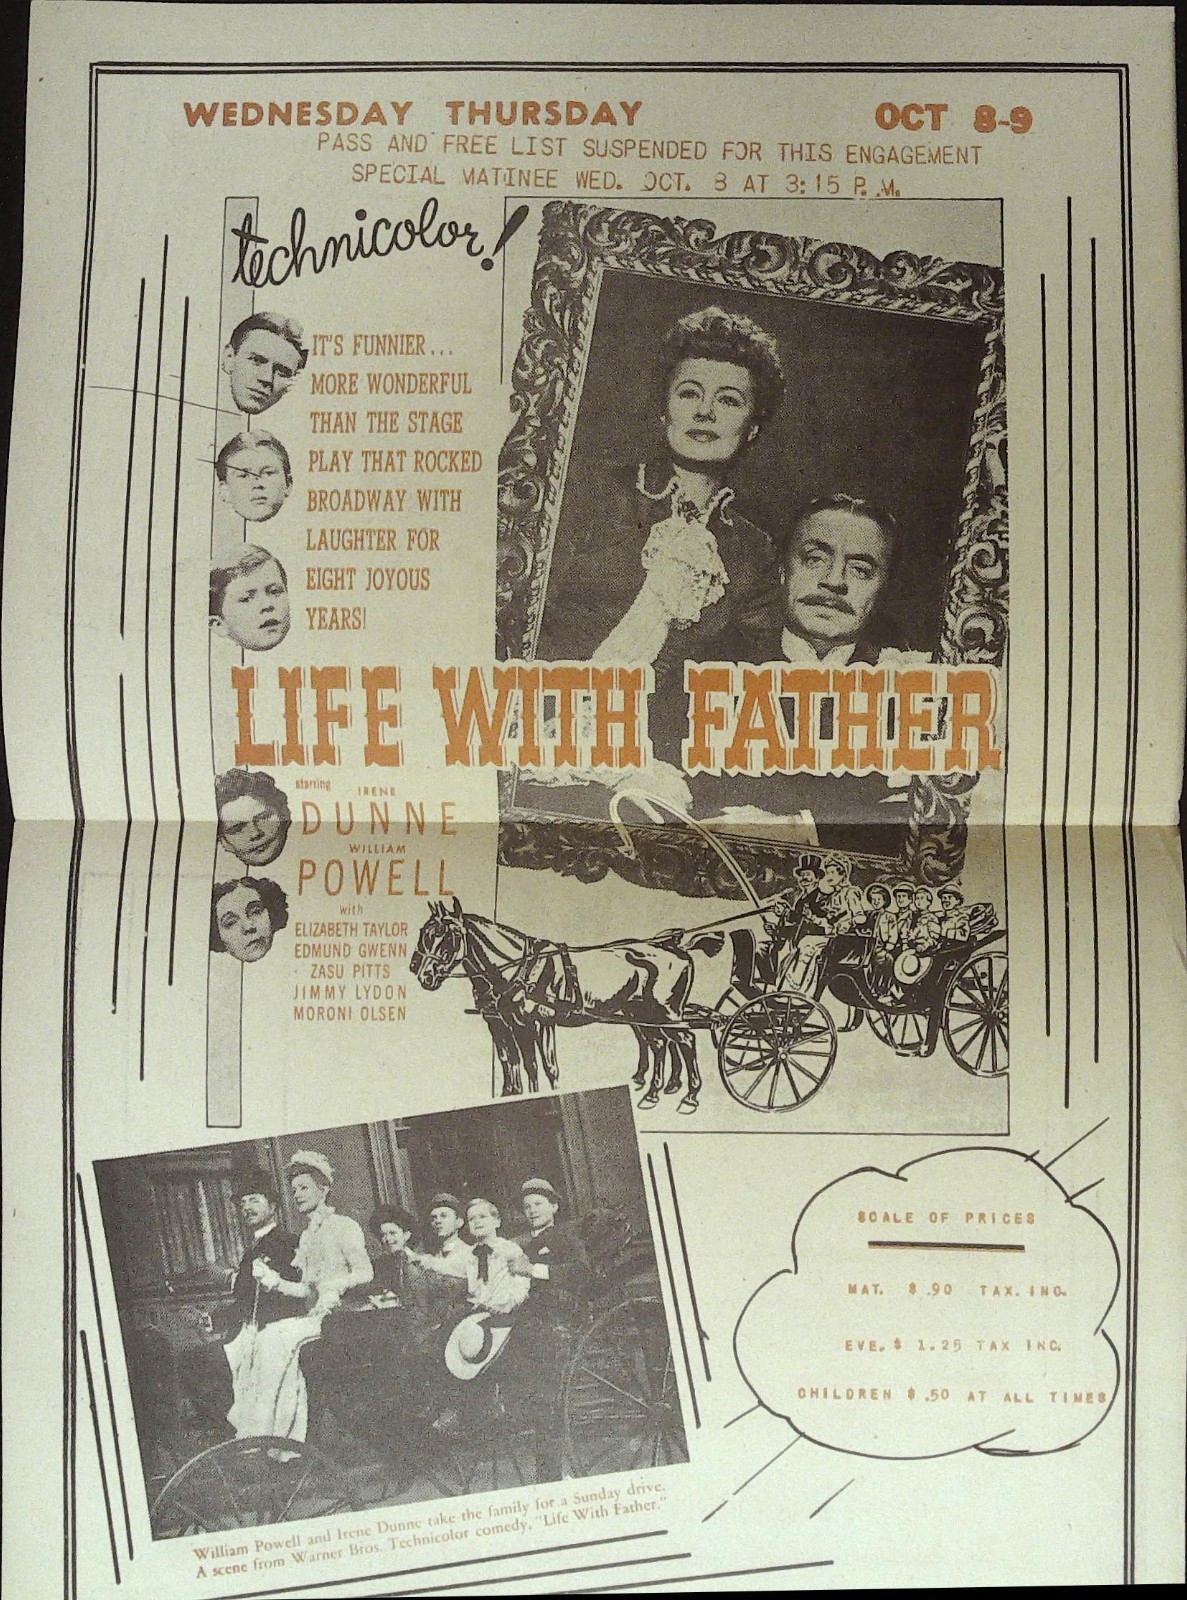 WEDNESDAY THURSDAY OCT 8-9
PASS AND FREE LIST SUSPENDED FOR THIS ENGAGEMENT
SPECIAL MATINEE WED. OCT. 8 AT 3:15 P.M.
technicolor!
IT'S FUNNIER...
MORE WONDERFUL
THAN THE STAGE
PLAY THAT ROCKED
BROADWAY WITH
LAUGHTER FOR
EIGHT JOYOUS
YEARS!
LIFE WITH FATHER
starring
IRENE
DUNNE
WILLIAM
POWELL
with
ELIZABETH TAYLOR
EDMUND GWENN
ZASU PITTS
JIMMY LYDON
MORONI OLSEN
SCALE OF PRICES
MAT. $ .90 TAX. INC.
EVE. $ 1.25 TAX INC.
CHILDREN $ .50 AT ALL TIMES
William Powell and Irene Dunne take the family for a Sunday drive.
A scene from Warner Bros. Technicolor comedy, "Life With Father."